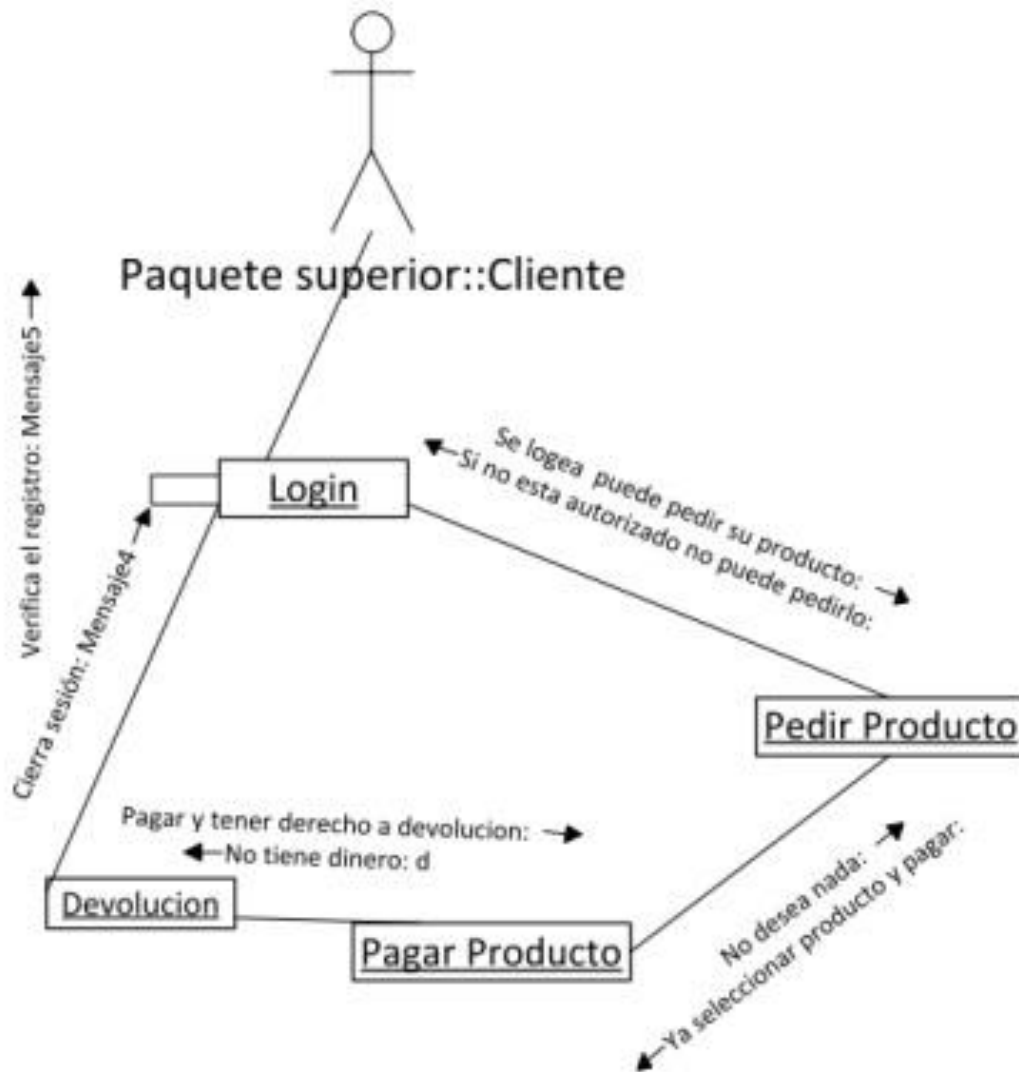 Paquete superior::Cliente
Verifica el registro: Mensaje5
Login
Se logea  puede pedir su producto:
Si no esta autorizado no puede pedirlo:
Cierra sesión: Mensaje4
Pedir Producto
Pagar y tener derecho a devolucion:
No tiene dinero: d
Devolucion
Pagar Producto
No desea nada:
Ya seleccionar producto y pagar: